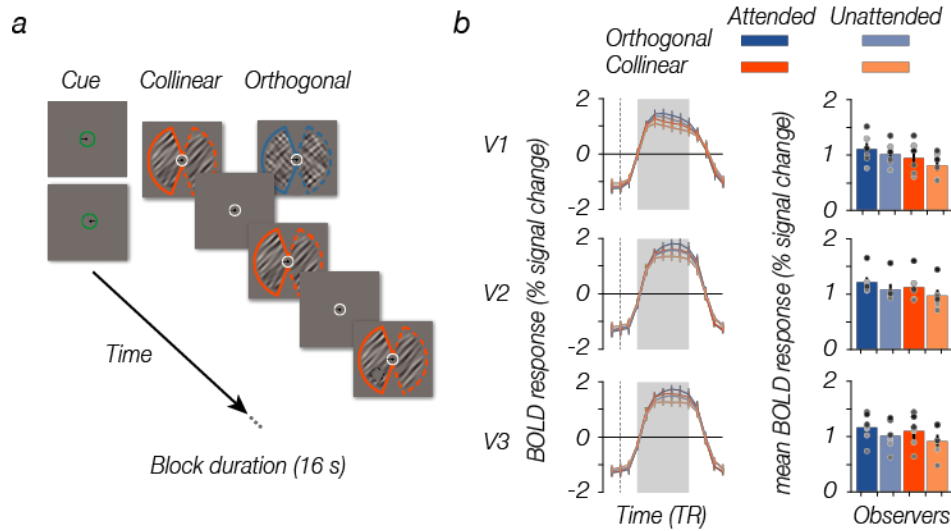 a
Cue
Collinear
Orthogonal
Time
Block duration (16 s)
b
Attended
Unattended
Orthogonal
Collinear
V1
V2
V3
BOLD response (% signal change)
2
0
-2
2
0
-2
2
0
-2
Time (TR)
mean BOLD response (% signal change)
2
1
0
2
1
0
2
1
0
Observers